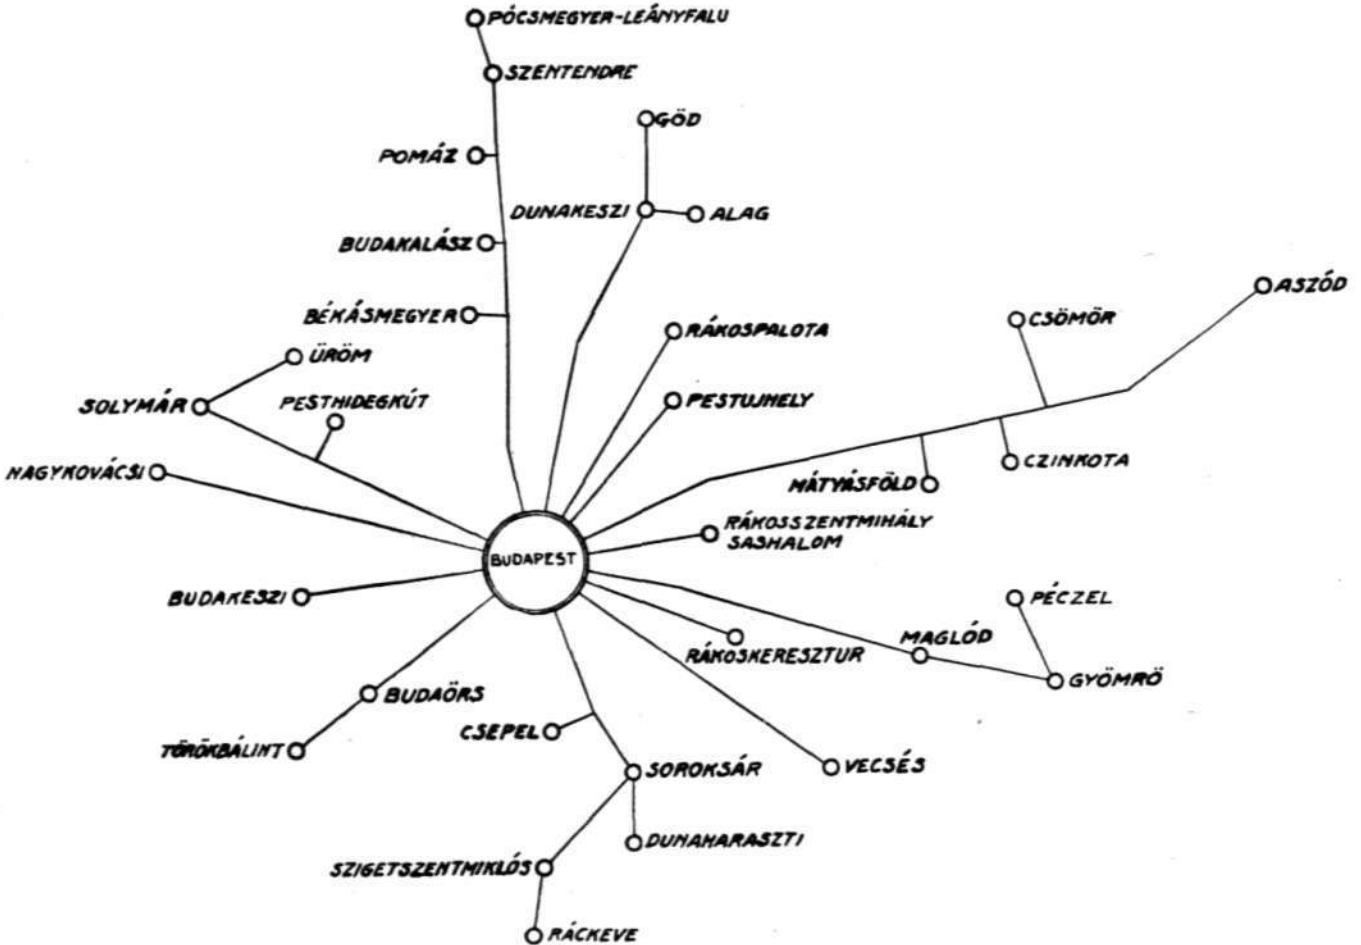 PÓCSMEGYER-LEÁNYFALU
SZENTENDRE
GÖD
POMÁZ
DUNAKESZI
ALAG
BUDAKALÁSZ
ASZÓD
BÉKÁSMEGYER
CSÖMÖR
RÁKOSPALOTA
ÜRÖM
SOLYMÁR
PESTHIDEGKÚT
PESTUJHELY
NAGYKOVÁCSI
CZINKOTA
MÁTYÁSFÖLD
RÁKOSSZENTMIHÁLY
SASHALOM
BUDAPEST
BUDAKESZI
PÉCZEL
MAGLÓD
RÁKOSKERESZTUR
GYÖMRÖ
BUDAÖRS
CSEPEL
TÖRÖKBÁLINT
SOROKSÁR
VECSÉS
DUNAHARASZTI
SZIGETSZENTMIKLÓS
RÁCKEVE